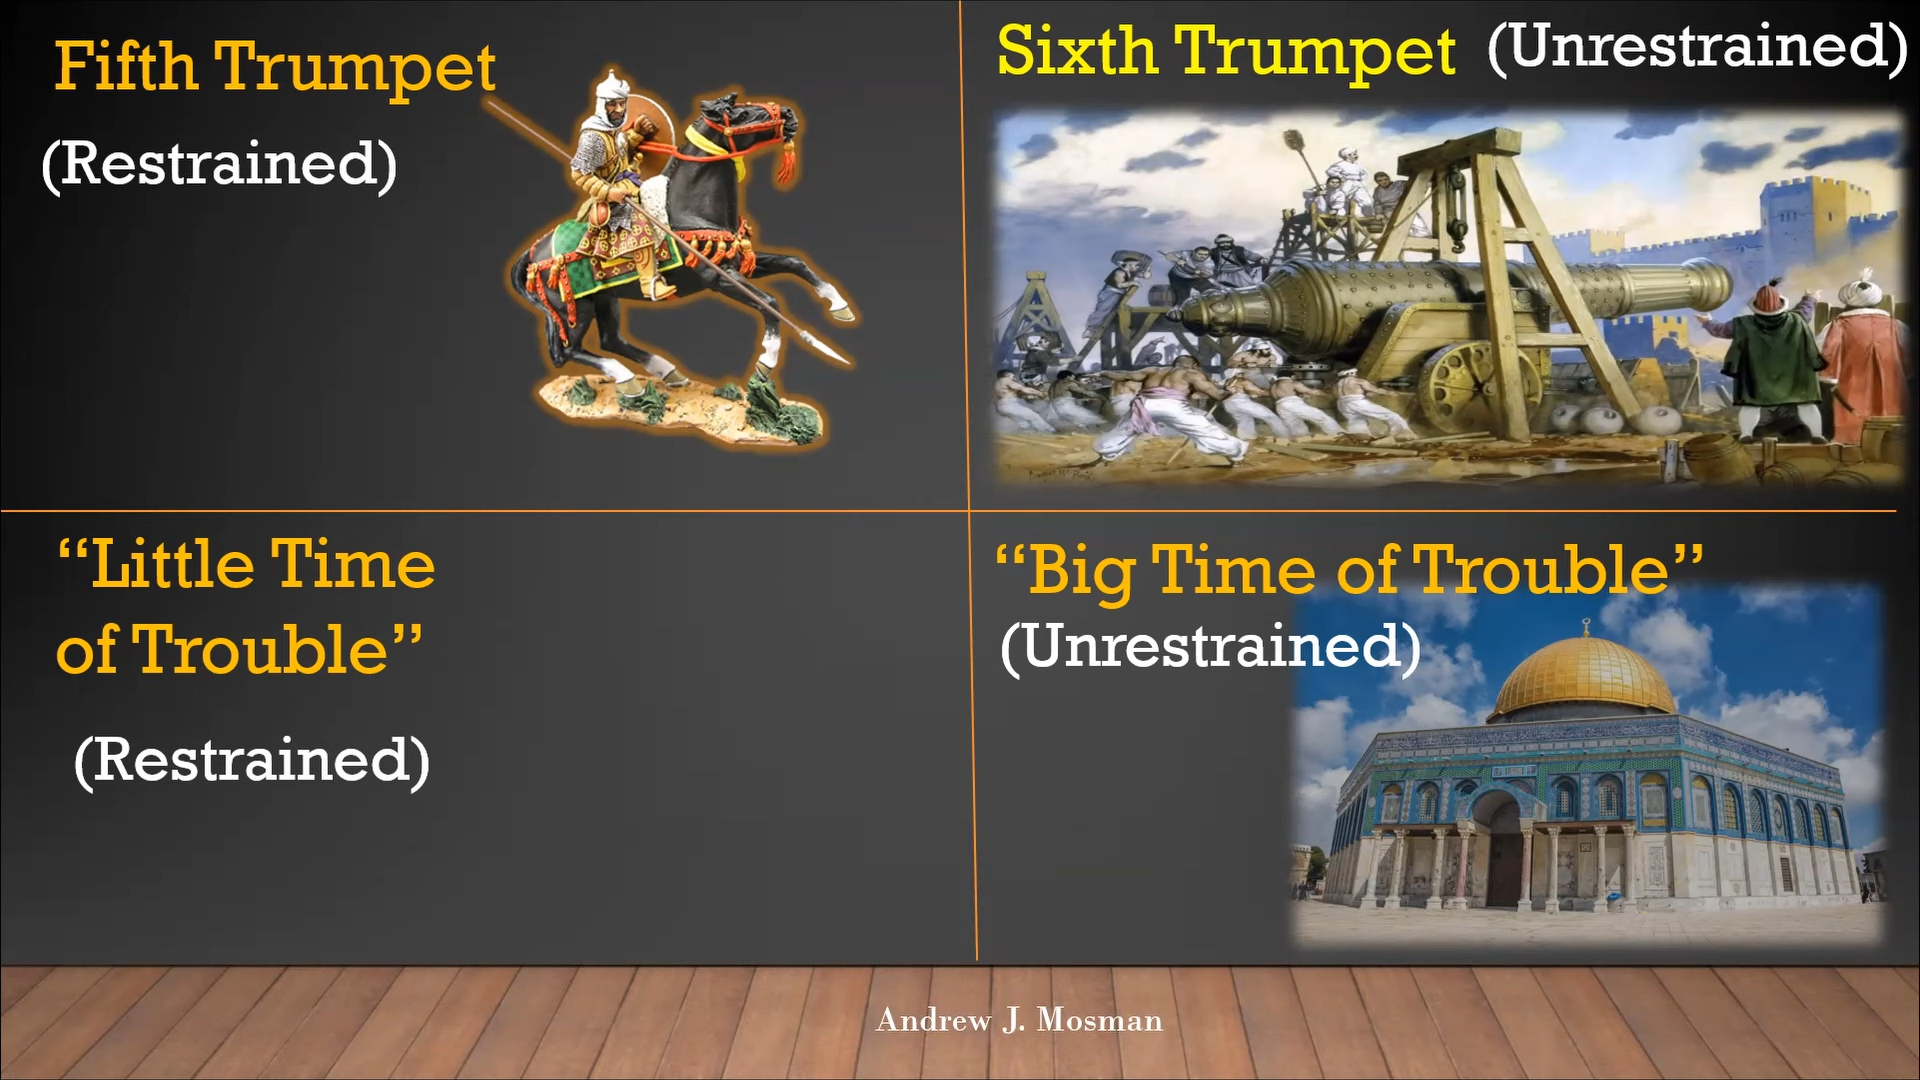 Fifth Trumpet
(Restrained)
Sixth Trumpet (Unrestrained)
“Little Time
of Trouble”
(Restrained)
“Big Time of Trouble”
(Unrestrained)
Andrew J. Mosman